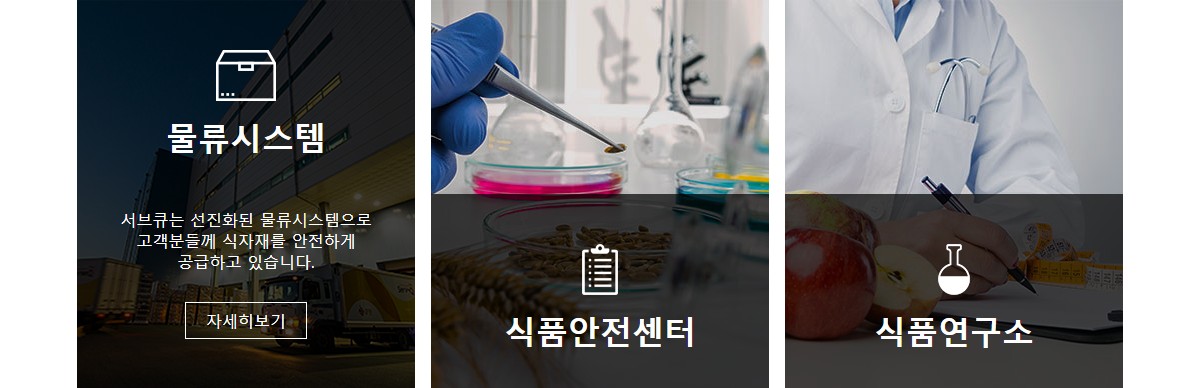 물류시스템
서브큐는 선진화된 물류시스템으로
고객분들께 식자재를 안전하게
공급하고 있습니다.
자세히보기
식품안전센터
식품연구소